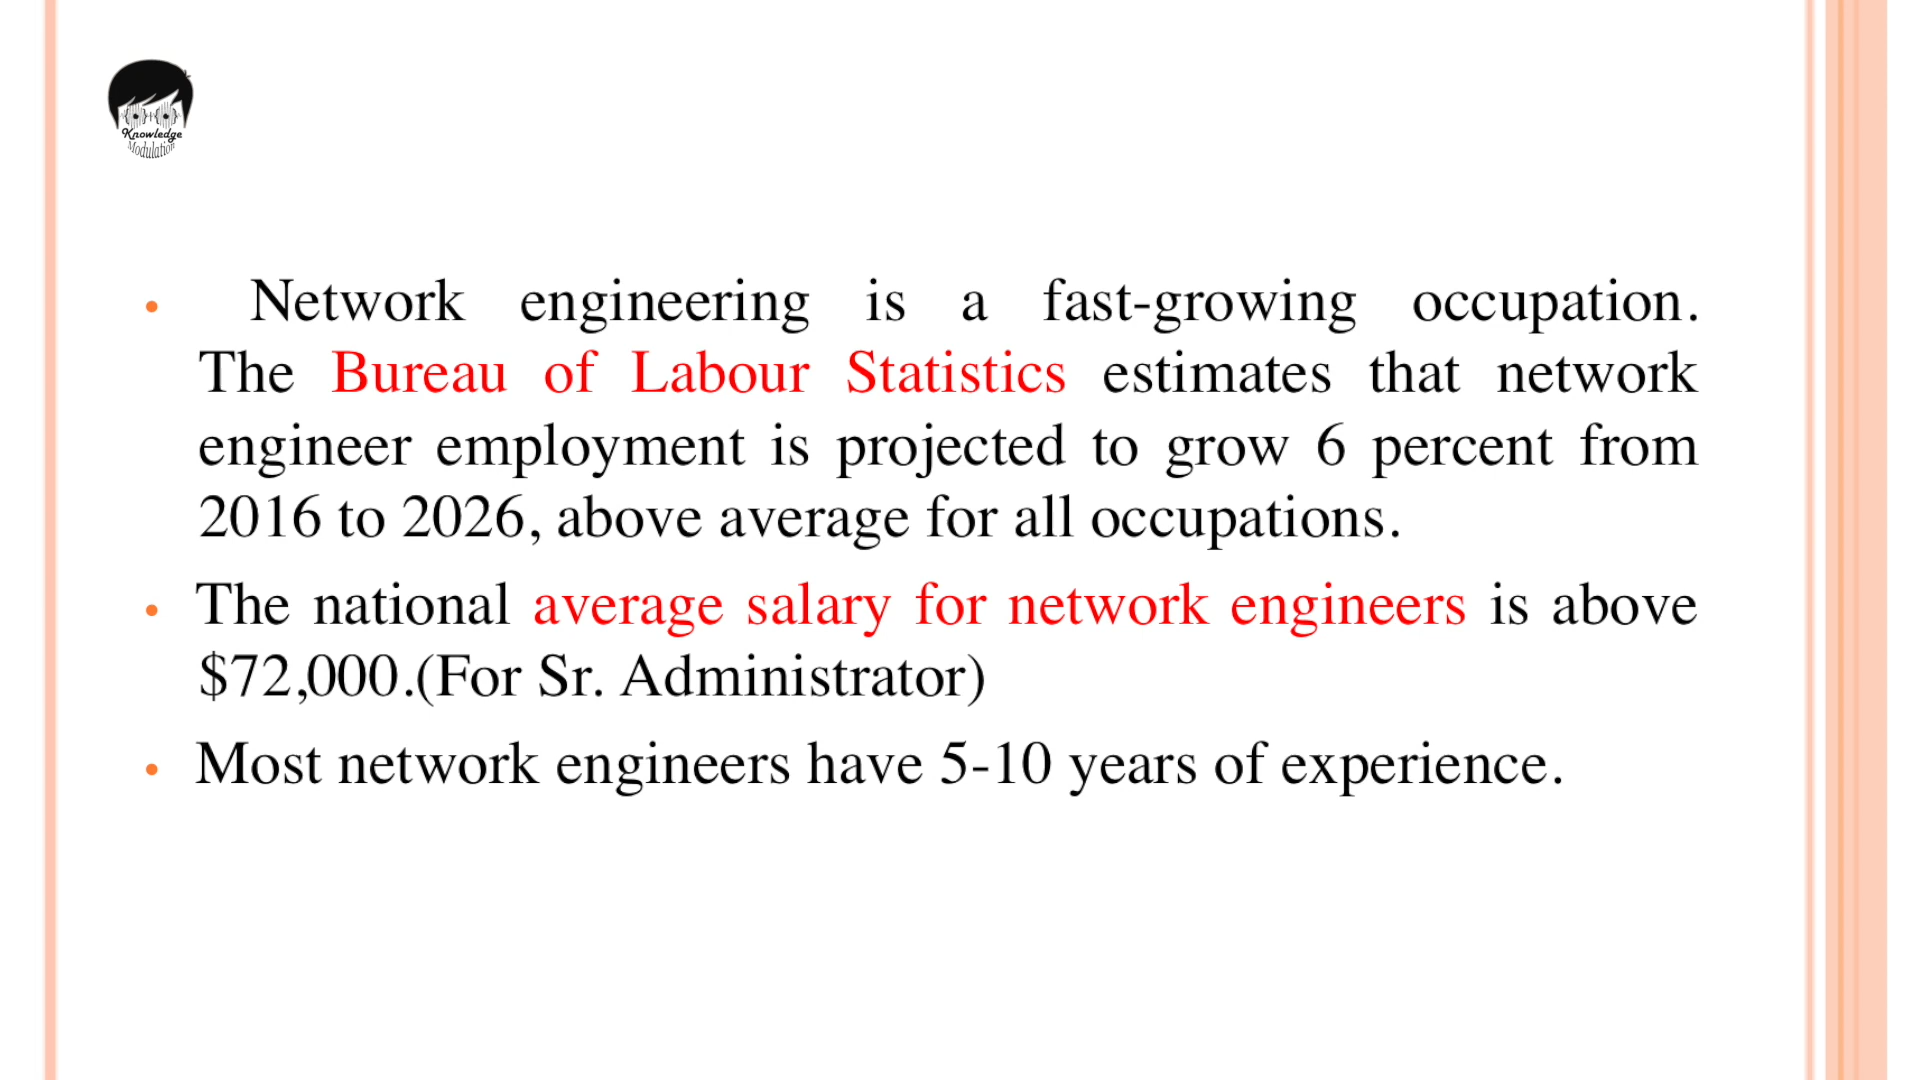 Knowledge
Modulation
• Network engineering is a fast-growing occupation.
The Bureau of Labour Statistics estimates that network
engineer employment is projected to grow 6 percent from
2016 to 2026, above average for all occupations.
• The national average salary for network engineers is above
$72,000.(For Sr. Administrator)
• Most network engineers have 5-10 years of experience.